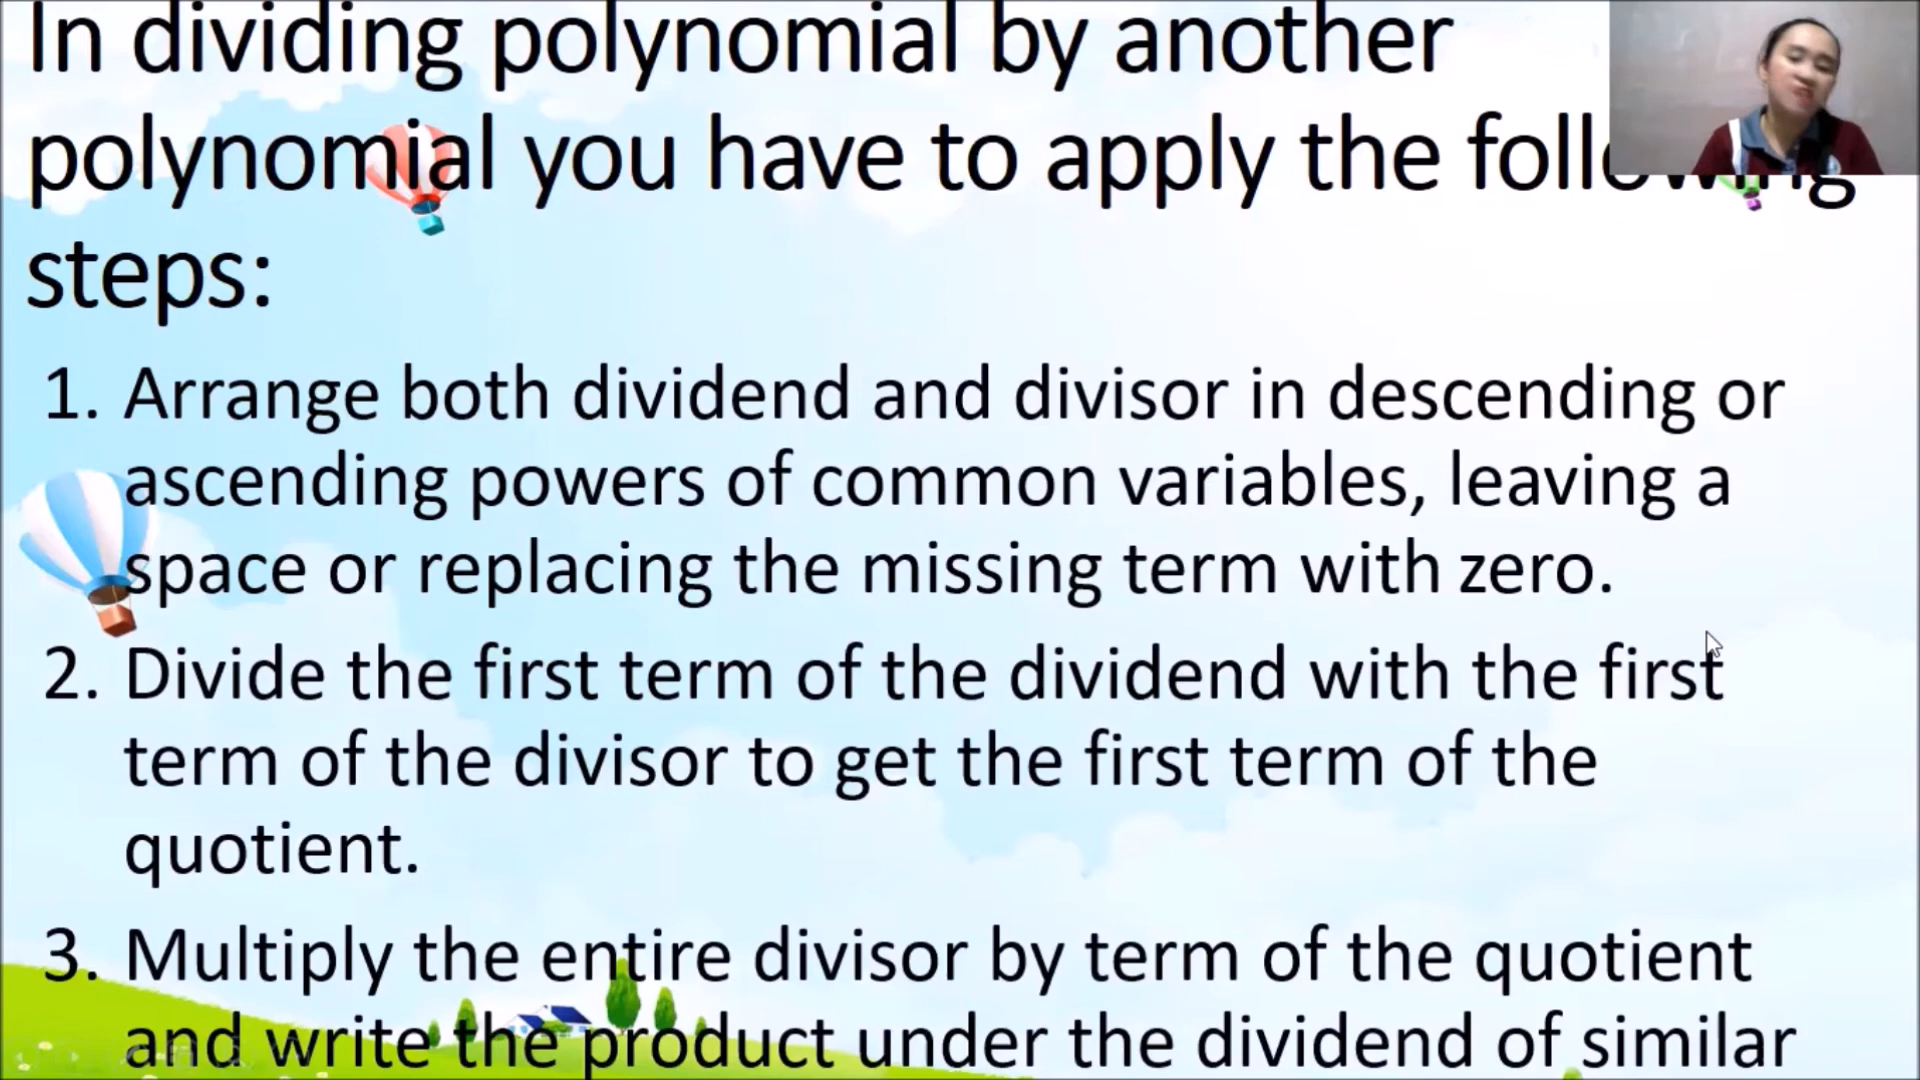 In dividing polynomial by another
polynomial you have to apply the following
steps:
1. Arrange both dividend and divisor in descending or
ascending powers of common variables, leaving a
space or replacing the missing term with zero.
2. Divide the first term of the dividend with the first
term of the divisor to get the first term of the
quotient.
3. Multiply the entire divisor by term of the quotient
and write the product under the dividend of similar